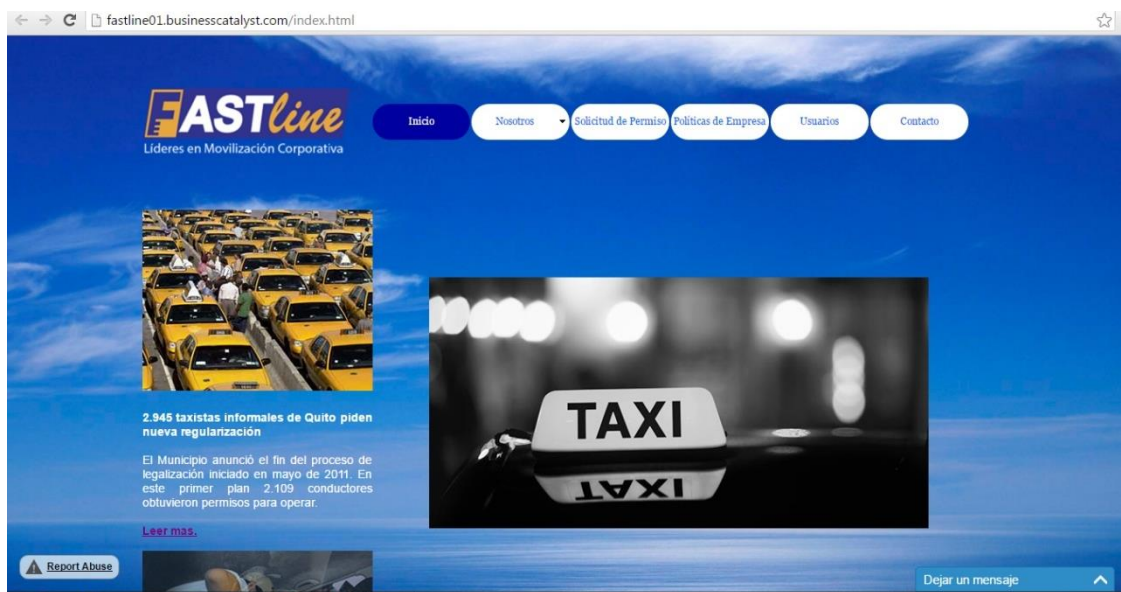 fastline01.businesscatalyst.com/index.html
FASTline
Líderes en Movilización Corporativa
Inicio
Nosotros
Solicitud de Permiso
Políticas de Empresa
Usuarios
Contacto
2.945 taxistas informales de Quito piden
nueva regularización
El Municipio anunció el fin del proceso de
legalización iniciado en mayo de 2011. En
este primer plan 2.109 conductores
obtuvieron permisos para operar.
Leer mas.
TAXI
TAXI
Report Abuse
Dejar un mensaje